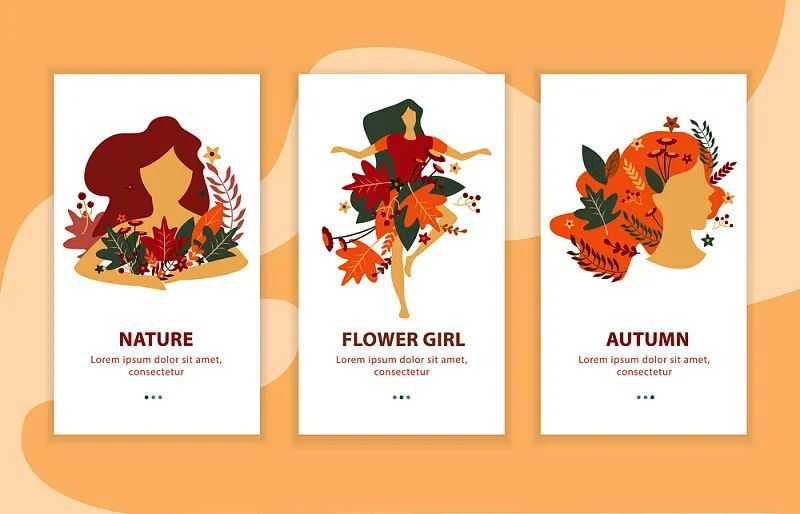 NATURE
Lorem ipsum dolor sit amet,
consectetur
FLOWER GIRL
Lorem ipsum dolor sit amet,
consectetur
AUTUMN
Lorem ipsum dolor sit amet,
consectetur